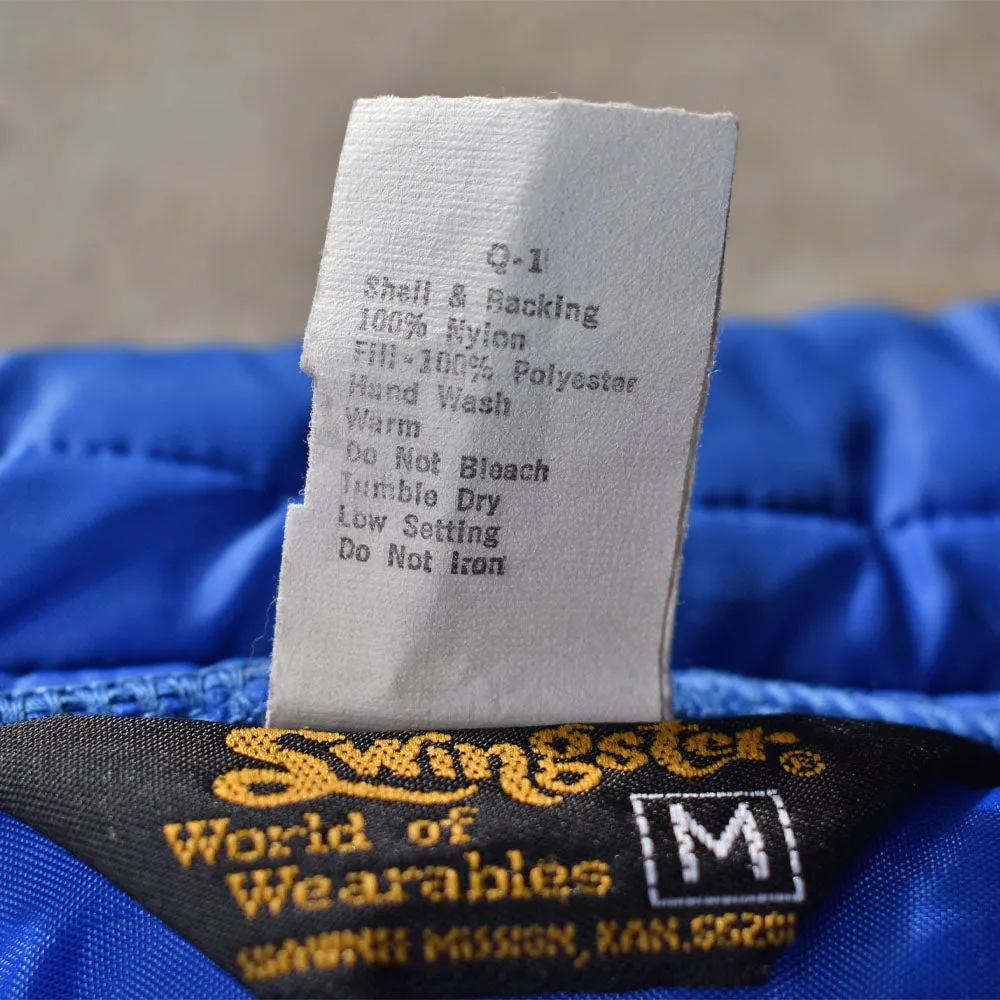 Q-1
Shell & Backing
100% Nylon
Fill-100% Polyester
Hand Wash
Warm
Do Not Bleach
Tumble Dry
Low Setting
Do Not Iron
Swingster®
World of
Wearables
M
SHAWNEE MISSION, KAN. 66201